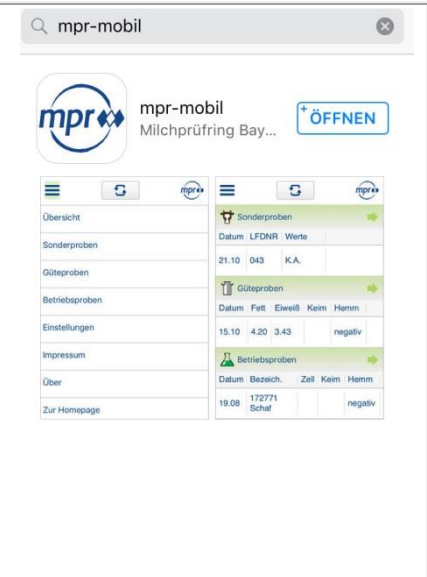 mpr-mobil
mpr
mpr-mobil
Milchprüfring Bay...
+ ÖFFNEN
mpr
Übersicht
Sonderproben
Güteproben
Betriebsproben
Einstellungen
Impressum
Über
Zur Homepage
mpr
Sonderproben
Datum LFDNR Werte
21.10 043 K.A.
Güteproben
Datum Fett Eiweiß Keim Hemm
15.10 4.20 3.43 negativ
Betriebsproben
Datum Bezeich. Zell Keim Hemm
19.08 172771 Schaf negativ